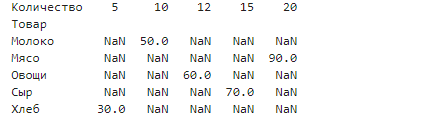 Количество 5 10 12 15 20
Товар
Молоко NaN 50.0 NaN NaN NaN
Мясо NaN NaN NaN NaN 90.0
Овощи NaN NaN 60.0 NaN NaN
Сыр NaN NaN NaN 70.0 NaN
Хлеб 30.0 NaN NaN NaN NaN